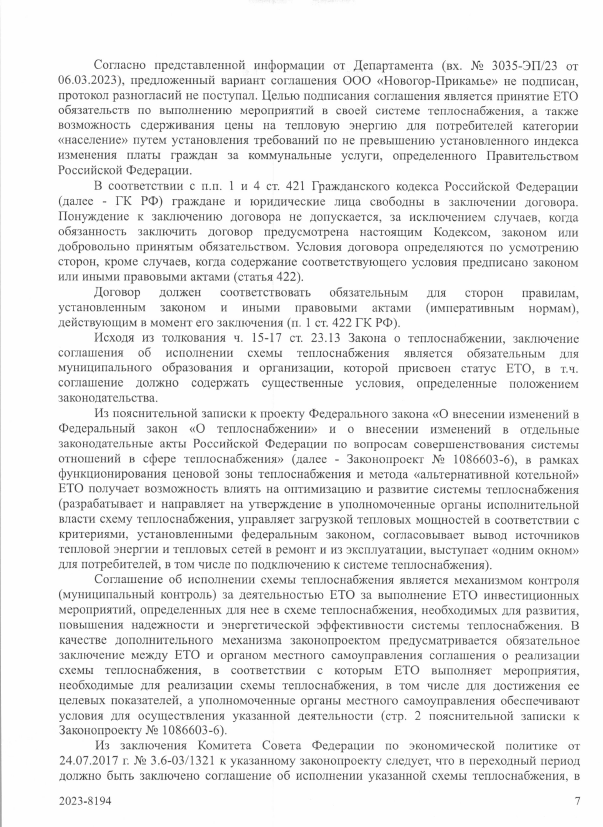 Согласно представленной информации от Департамента (вх. № 3035-ЭП/23 от
06.03.2023), предложенный вариант соглашения ООО «Новогор-Прикамье» не подписан,
протокол разногласий не поступал. Целью подписания соглашения является принятие ЕТО
обязательств по выполнению мероприятий в своей системе теплоснабжения, а также
возможность сдерживания цены на тепловую энергию для потребителей категории
«население» путем установления требований по не превышению установленного индекса
изменения платы граждан за коммунальные услуги, определенного Правительством
Российской Федерации.
В соответствии с п.п. 1 и 4 ст. 421 Гражданского кодекса Российской Федерации
(далее - ГК РФ) граждане и юридические лица свободны в заключении договора.
Понуждение к заключению договора не допускается, за исключением случаев, когда
обязанность заключить договор предусмотрена настоящим Кодексом, законом или
добровольно принятым обязательством. Условия договора определяются по усмотрению
сторон, кроме случаев, когда содержание соответствующего условия предписано законом
или иными правовыми актами (статья 422).
Договор должен соответствовать обязательным для сторон правилам,
установленным законом и иными правовыми актами (императивным нормам),
действующим в момент его заключения (п. 1 ст. 422 ГК РФ).
Исходя из толкования ч. 15-17 ст. 23.13 Закона о теплоснабжении, заключение
соглашения об исполнении схемы теплоснабжения является обязательным для
муниципального образования и организации, которой присвоен статус ЕТО, в т.ч.
соглашение должно содержать существенные условия, определенные положением
законодательства.
Из пояснительной записки к проекту Федерального закона «О внесении изменений в
Федеральный закон «О теплоснабжении» и о внесении изменений в отдельные
законодательные акты Российской Федерации по вопросам совершенствования системы
отношений в сфере теплоснабжения» (далее - Законопроект № 1086603-6), в рамках
функционирования ценовой зоны теплоснабжения и метода «альтернативной котельной»
ЕТО получает возможность влиять на оптимизацию и развитие системы теплоснабжения
(разрабатывает и направляет на утверждение в уполномоченные органы исполнительной
власти схему теплоснабжения, управляет загрузкой тепловых мощностей в соответствии с
критериями, установленными федеральным законом, согласовывает вывод источников
тепловой энергии и тепловых сетей в ремонт и из эксплуатации, выступает «одним окном»
для потребителей, в том числе по подключению к системе теплоснабжения).
Соглашение об исполнении схемы теплоснабжения является механизмом контроля
(муниципальный контроль) за деятельностью ЕТО за выполнение ЕТО инвестиционных
мероприятий, определенных для нее в схеме теплоснабжения, необходимых для развития,
повышения надежности и энергетической эффективности системы теплоснабжения. В
качестве дополнительного механизма законопроектом предусматривается обязательное
заключение между ЕТО и органом местного самоуправления соглашения о реализации
схемы теплоснабжения, в соответствии с которым ЕТО выполняет мероприятия,
необходимые для реализации схемы теплоснабжения, в том числе для достижения ее
целевых показателей, а уполномоченные органы местного самоуправления обеспечивают
условия для осуществления указанной деятельности (стр. 2 пояснительной записки к
Законопроекту № 1086603-6).
Из заключения Комитета Совета Федерации по экономической политике от
24.07.2017 г. № 3.6-03/1321 к указанному законопроекту следует, что в переходный период
должно быть заключено соглашение об исполнении указанной схемы теплоснабжения, в
2023-8194
7